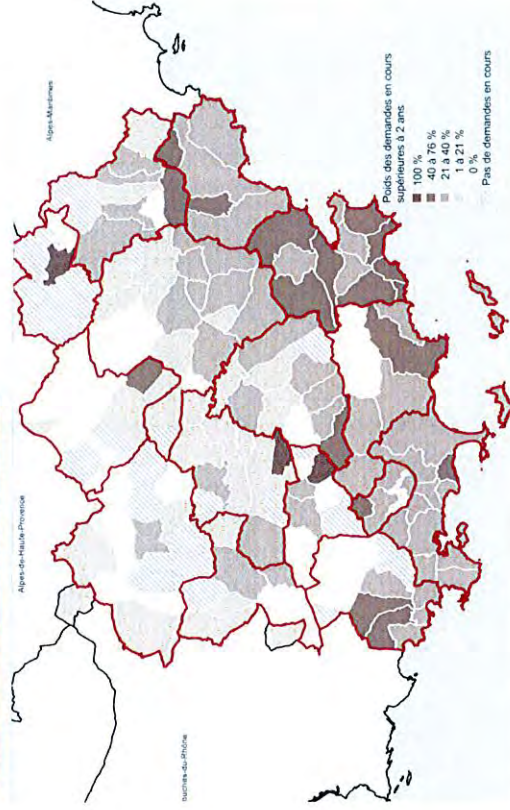 Alpes-Maritimes
Alpes-de-Haute-Provence
ouches-du-Rhône
Poids des demandes en cours
supérieures à 2 ans
100 %
40 à 76 %
21 à 40 %
1 à 21 %
0 %
Pas de demandes en cours